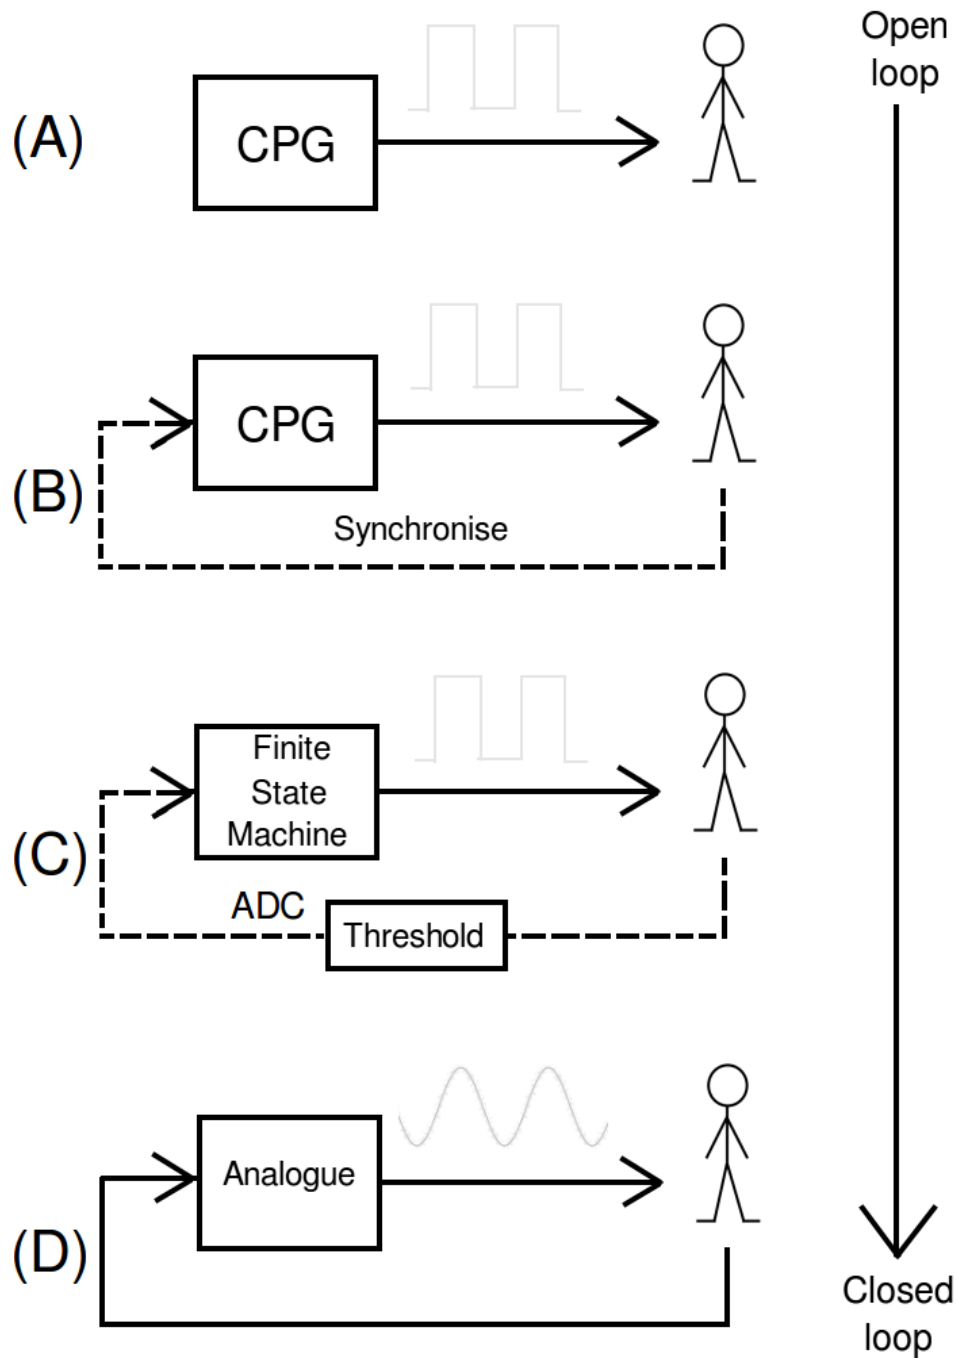 Open
loop
(A)
CPG
CPG
(B)
Synchronise
Finite
State
Machine
(C)
ADC
Threshold
Analogue
(D)
Closed
loop